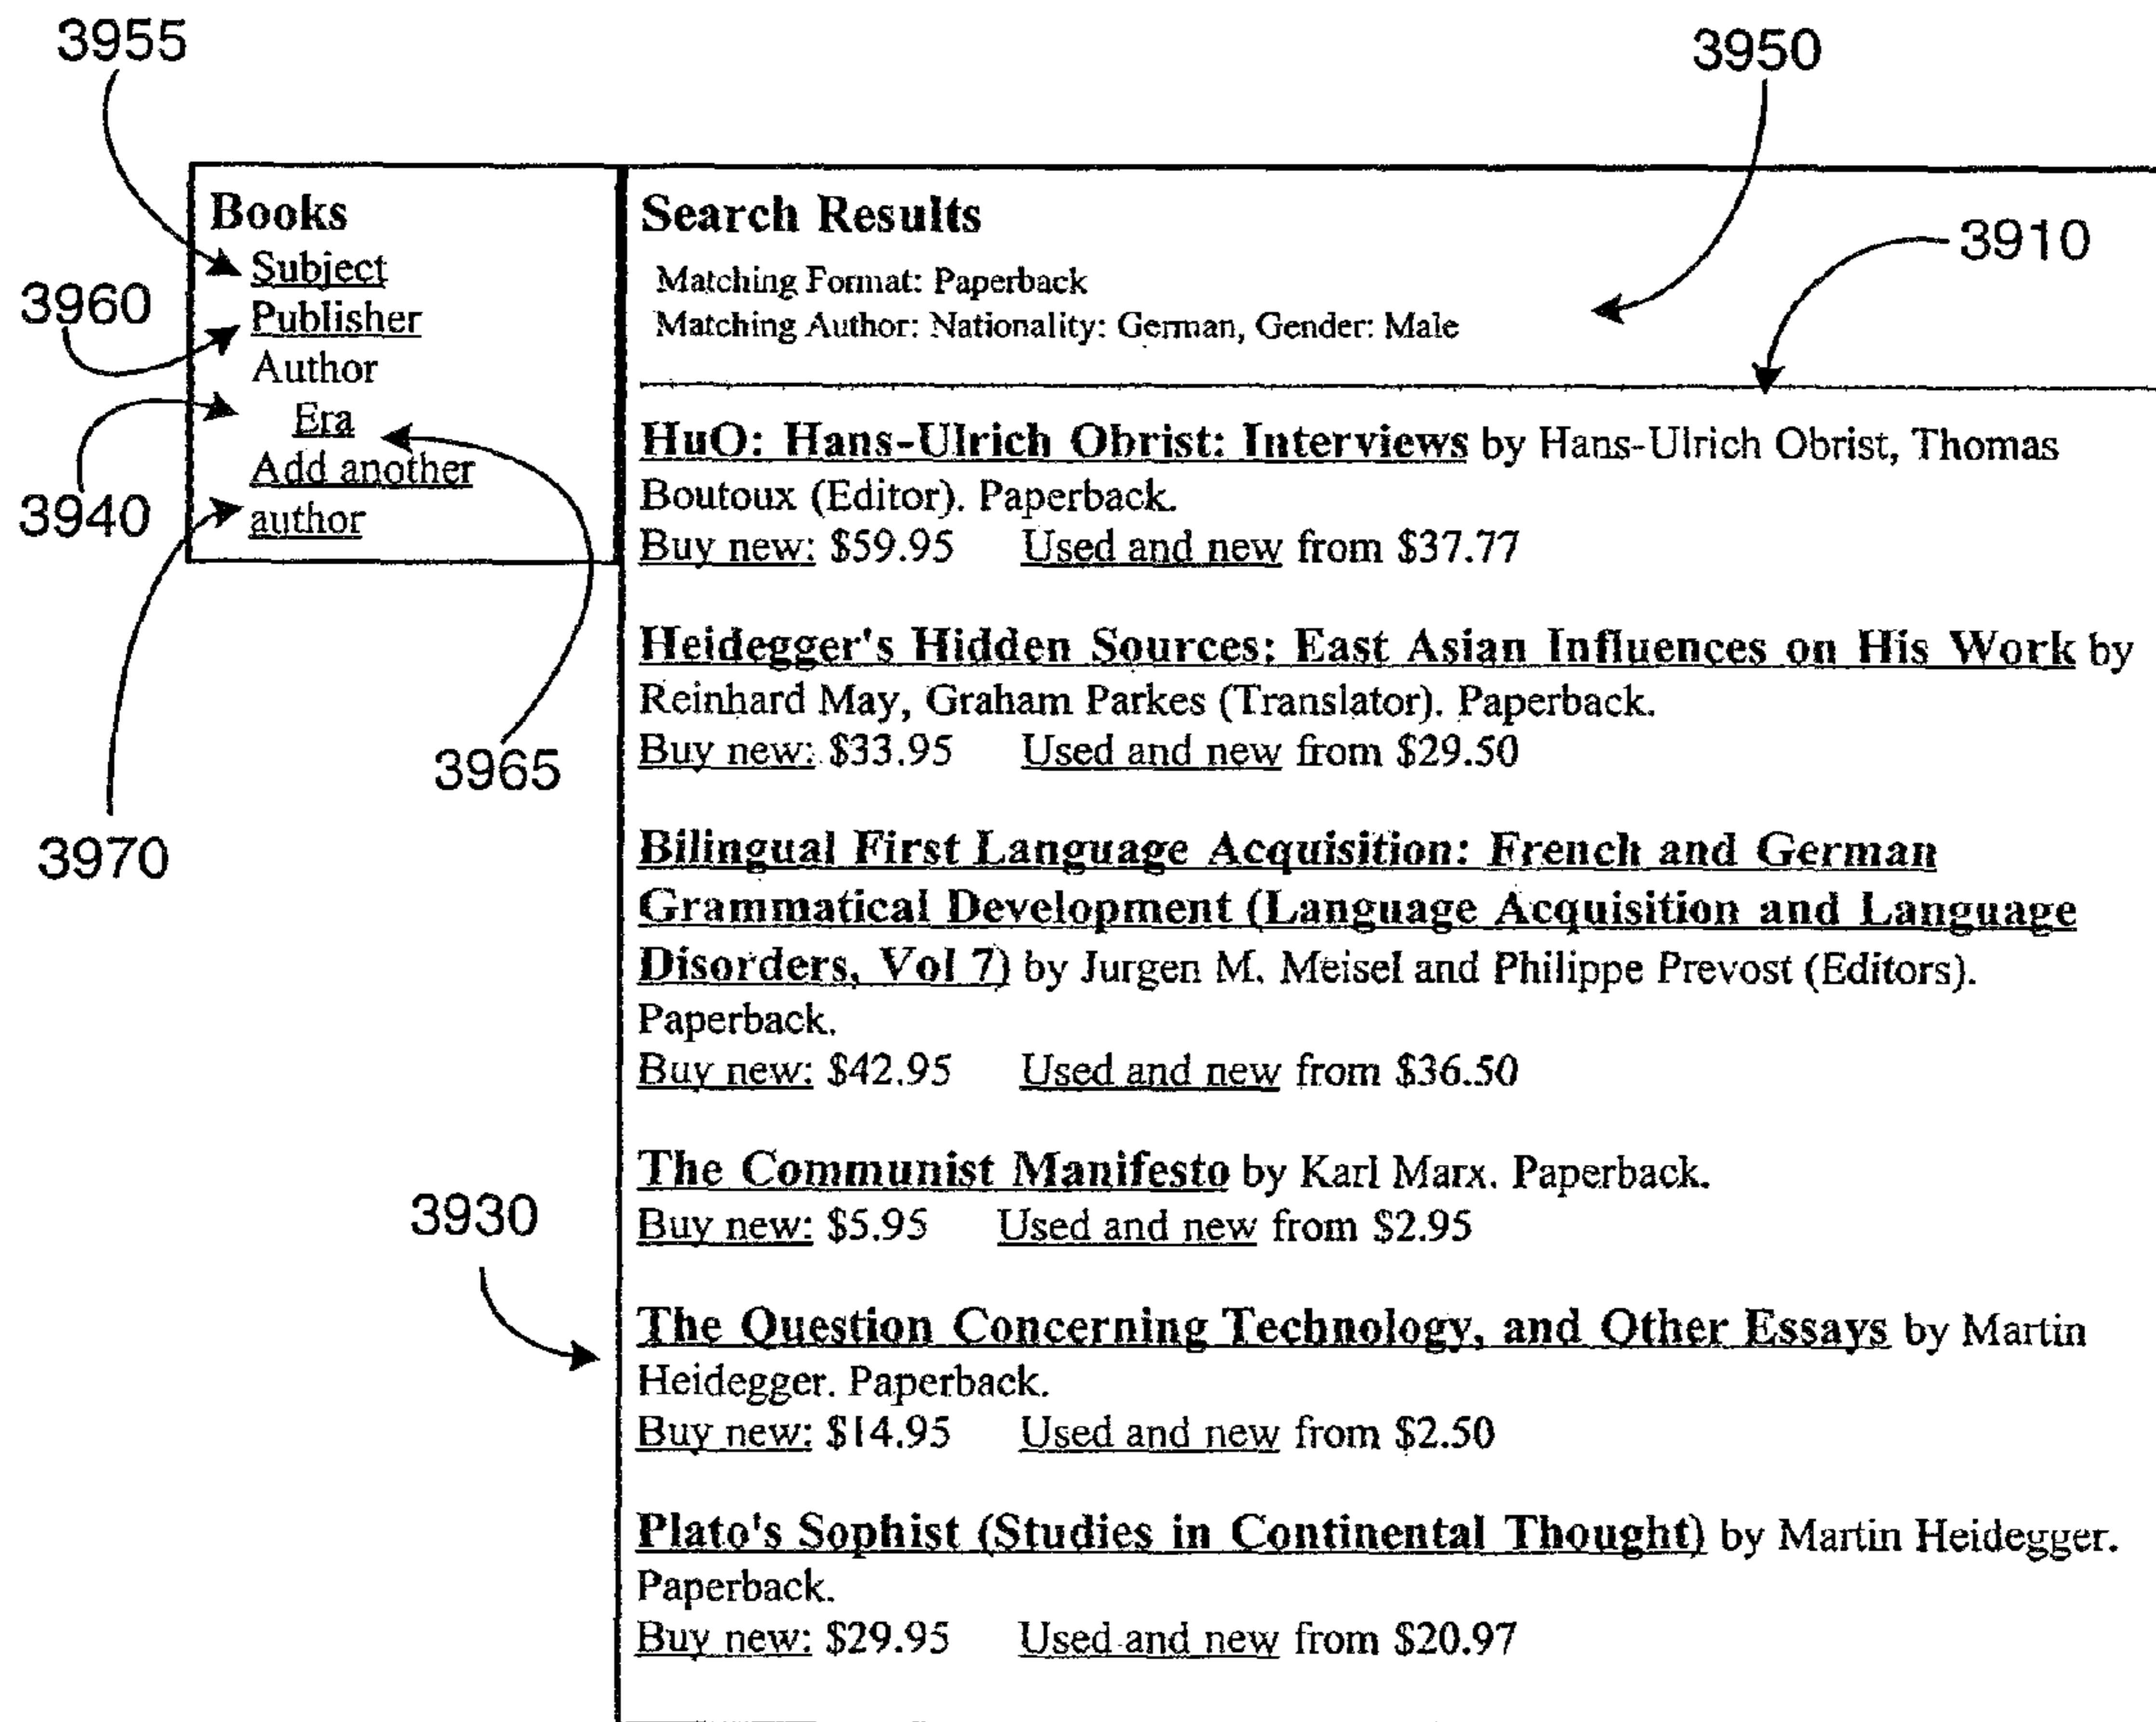 3955
3950
3910
3960
3940
3970
3965
3930
Books
Subject
Publisher
Author
Era
Add another
author
Search Results
Matching Format: Paperback
Matching Author: Nationality: German, Gender: Male
HuO: Hans-Ulrich Obrist: Interviews by Hans-Ulrich Obrist, Thomas
Boutoux (Editor). Paperback.
Buy new: $59.95 Used and new from $37.77
Heidegger's Hidden Sources: East Asian Influences on His Work by
Reinhard May, Graham Parkes (Translator). Paperback.
Buy new: $33.95 Used and new from $29.50
Bilingual First Language Acquisition: French and German
Grammatical Development (Language Acquisition and Language
Disorders, Vol 7) by Jurgen M. Meisel and Philippe Prevost (Editors).
Paperback.
Buy new: $42.95 Used and new from $36.50
The Communist Manifesto by Karl Marx. Paperback.
Buy new: $5.95 Used and new from $2.95
The Question Concerning Technology, and Other Essays by Martin
Heidegger. Paperback.
Buy new: $14.95 Used and new from $2.50
Plato's Sophist (Studies in Continental Thought) by Martin Heidegger.
Paperback.
Buy new: $29.95 Used and new from $20.97